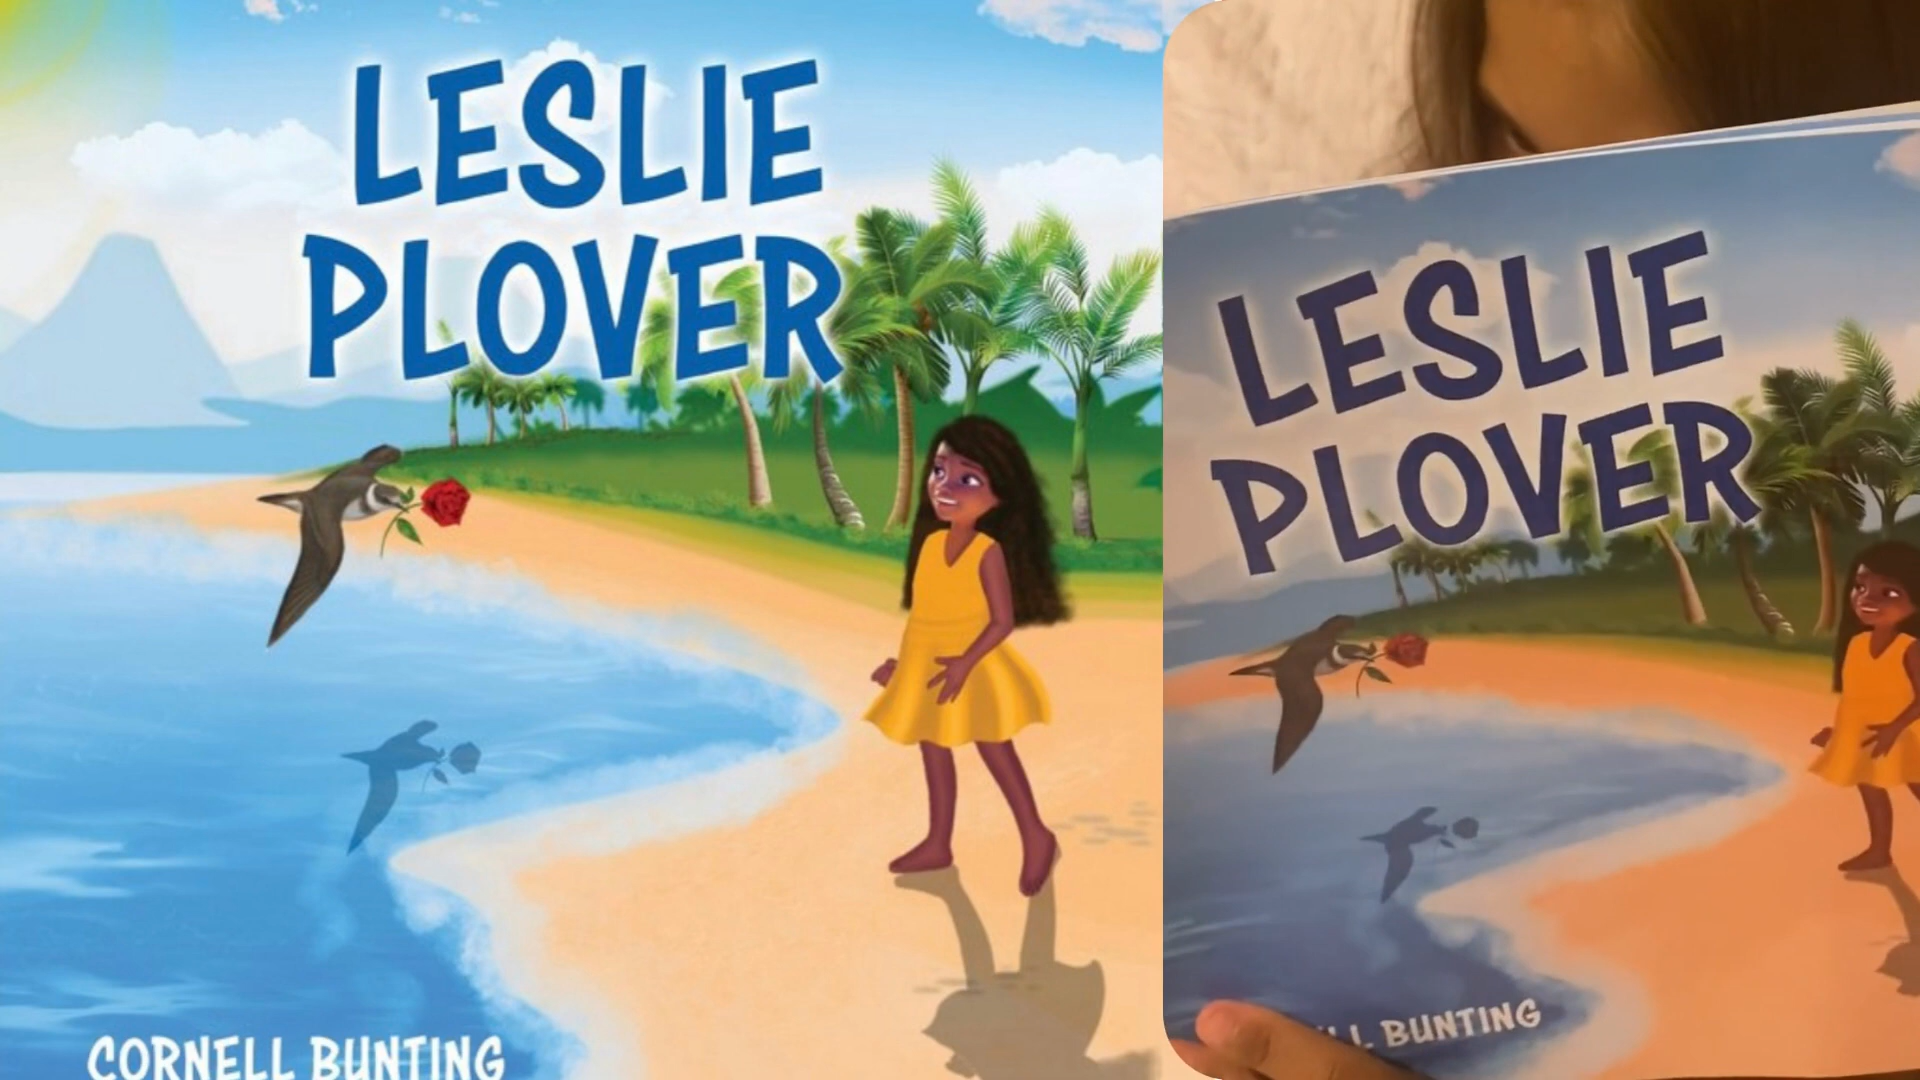 LESLIE
PLOVER
CORNELL BUNTING
LESLIE
PLOVER
LL BUNTING